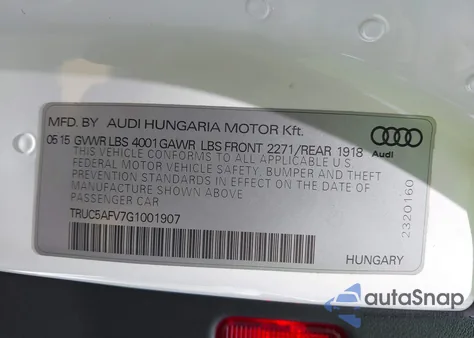 MFD. BY AUDI HUNGARIA MOTOR Kft.
05 15 GVWR LBS 4001 GAWR LBS FRONT 2271/REAR 1918
THIS VEHICLE CONFORMS TO ALL APPLICABLE U.S.
FEDERAL MOTOR VEHICLE SAFETY, BUMPER AND THEFT
PREVENTION STANDARDS IN EFFECT ON THE DATE OF
MANUFACTURE SHOWN ABOVE
PASSENGER CAR
TRUC5AFV7G1001907
HUNGARY
Audi
2320160
autoSnap